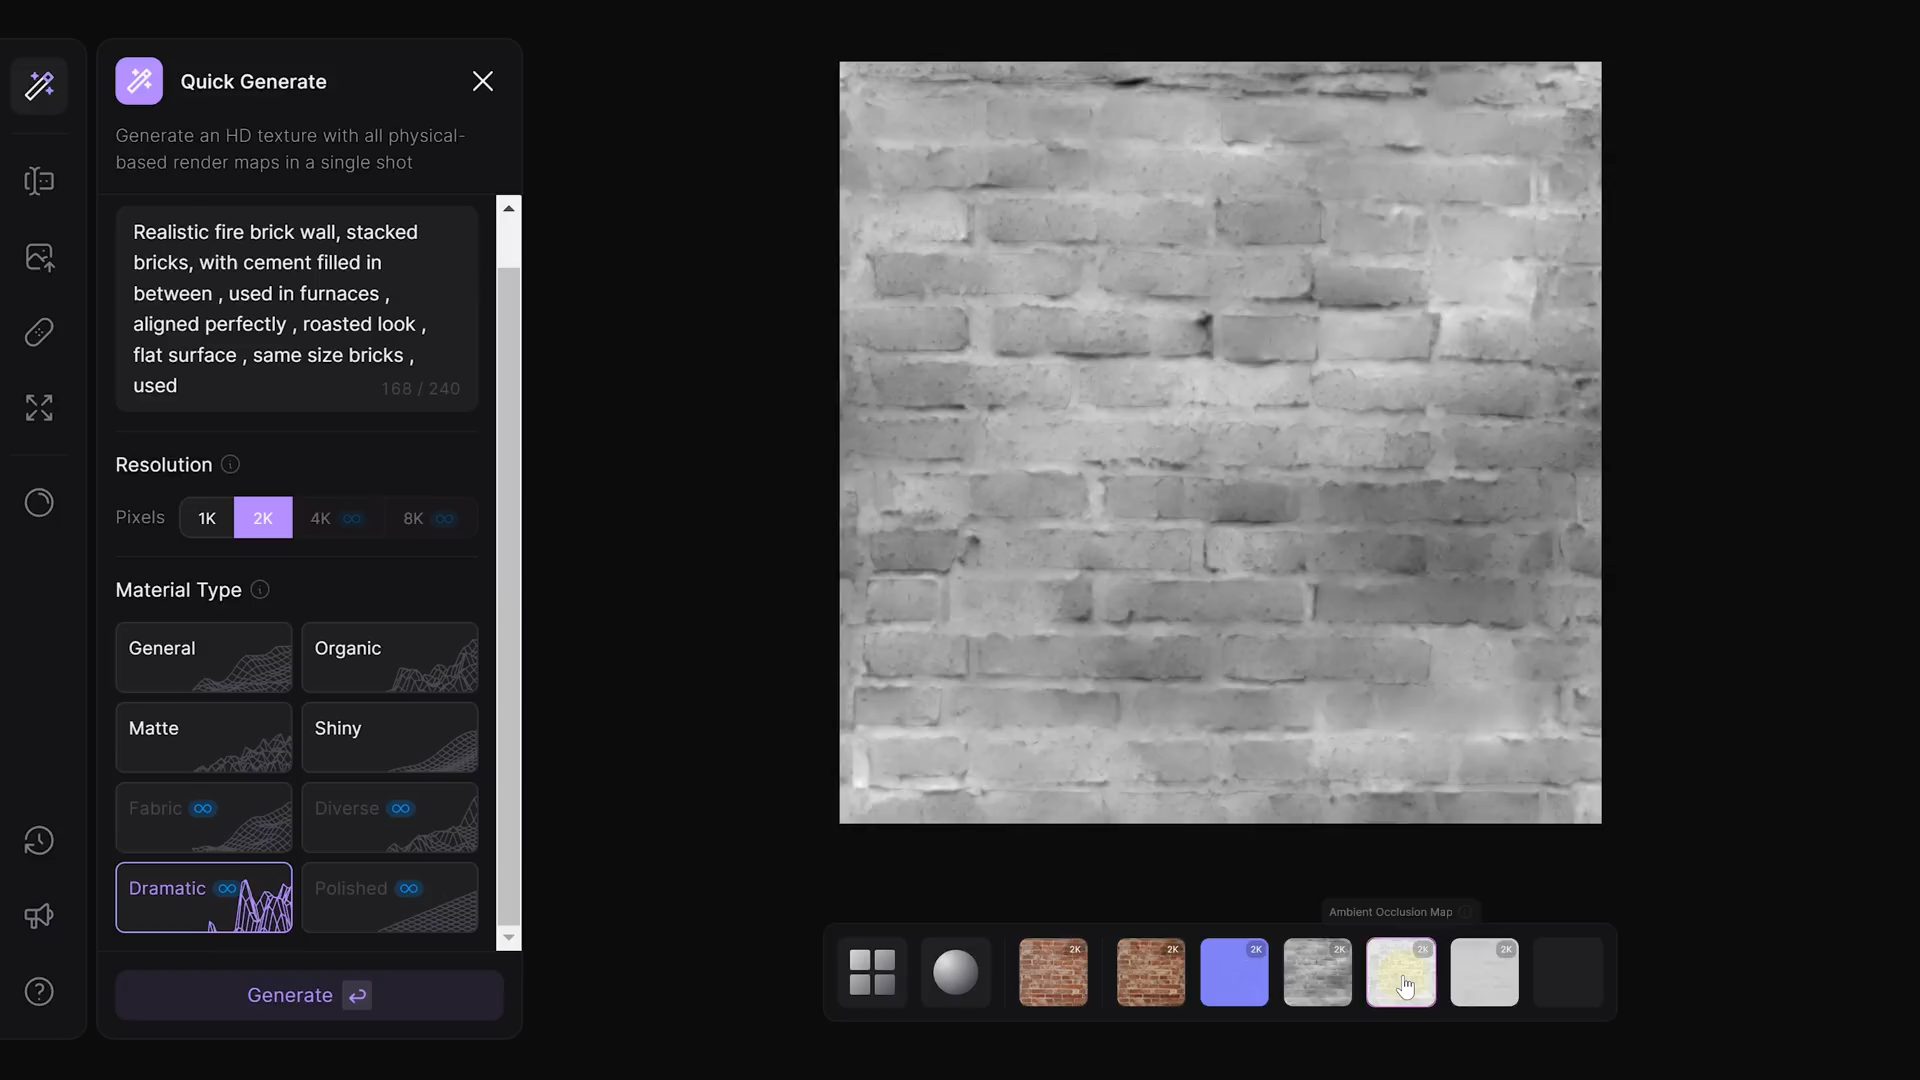 Quick Generate
Generate an HD texture with all physical-
based render maps in a single shot
Realistic fire brick wall, stacked
bricks, with cement filled in
between , used in furnaces ,
aligned perfectly , roasted look ,
flat surface , same size bricks ,
used
168 / 240
Resolution
Pixels 1K 2K 4K 8K
Material Type
General Organic
Matte Shiny
Fabric Diverse
Dramatic Polished
Generate
Ambient Occlusion Map
2K 2K 2K 2K 2K 2K